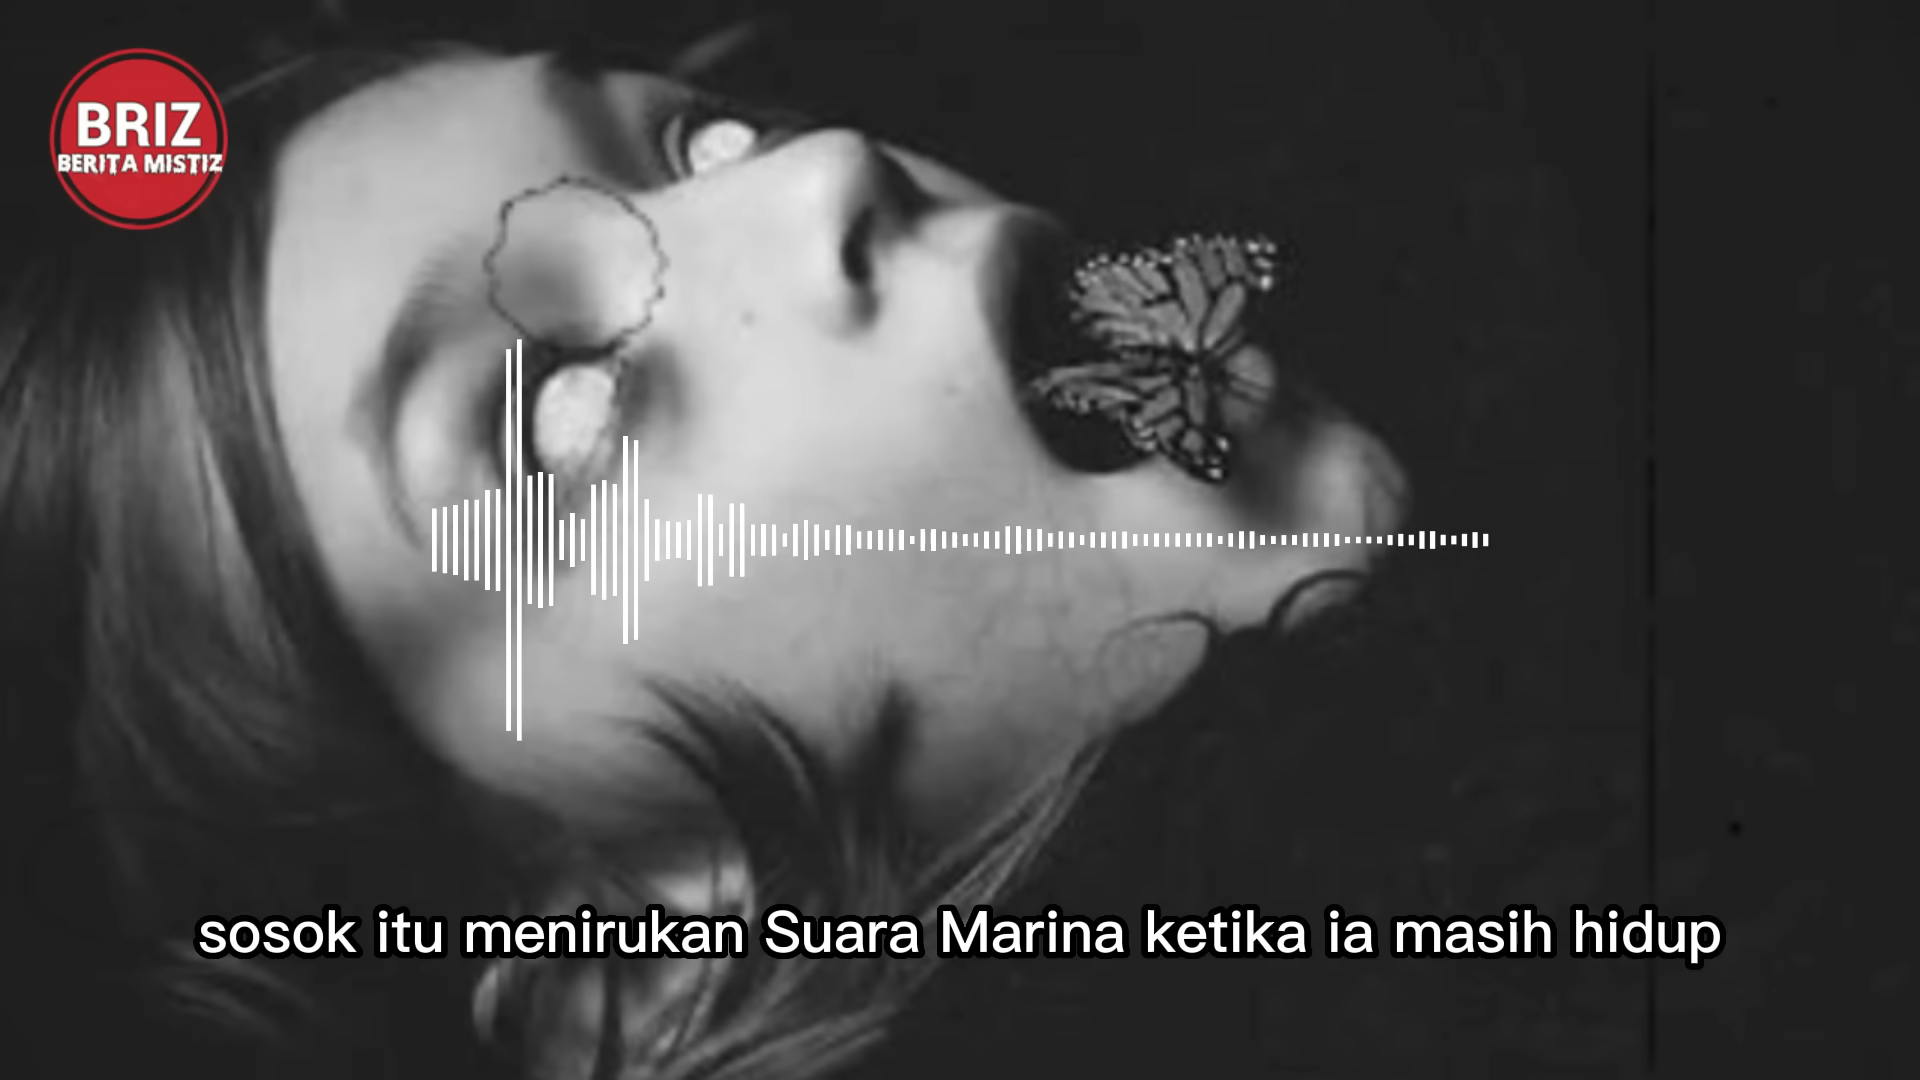 BRIZ
BERITA MISTIZ
sosok itu menirukan Suara Marina ketika ia masih hidup